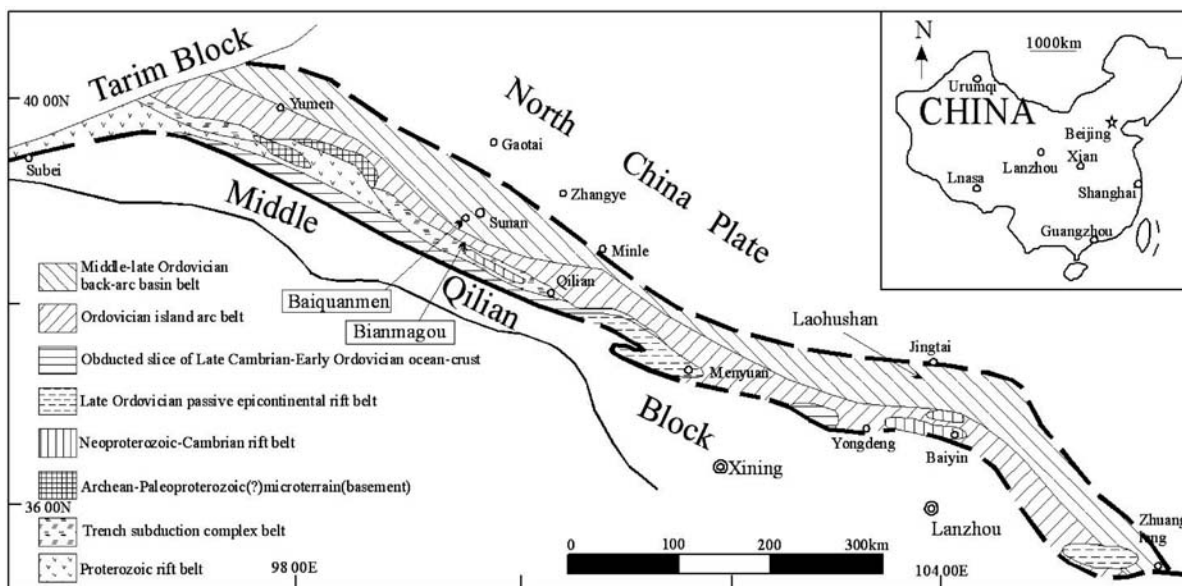 Tarim Block
40 00N
Yumen
Subei
North
China
Plate
Gaotai
Zhangye
Sunan
Minle
Middle
Qilian
Block
Qilian
Baiquanmen
Bianmagou
Laohushan
Jingtai
Menyuan
Yongdeng
Baiyin
Xining
Lanzhou
Zhuang
lang
Middle-late Ordovician
back-arc basin belt
Ordovician island arc belt
Obducted slice of Late Cambrian-Early Ordovician ocean-crust
Late Ordovician passive epicontinental rift belt
Neoproterozoic-Cambrian rift belt
Archean-Paleoproterozoic(?)microterrain(basement)
36 00N
Trench subduction complex belt
Proterozoic rift belt
98 00E
0 100 200 300km
104 00E
N
1000km
Urumqi
CHINA
Beijing
Lanzhou
Xian
Lnasa
Shanghai
Guangzhou